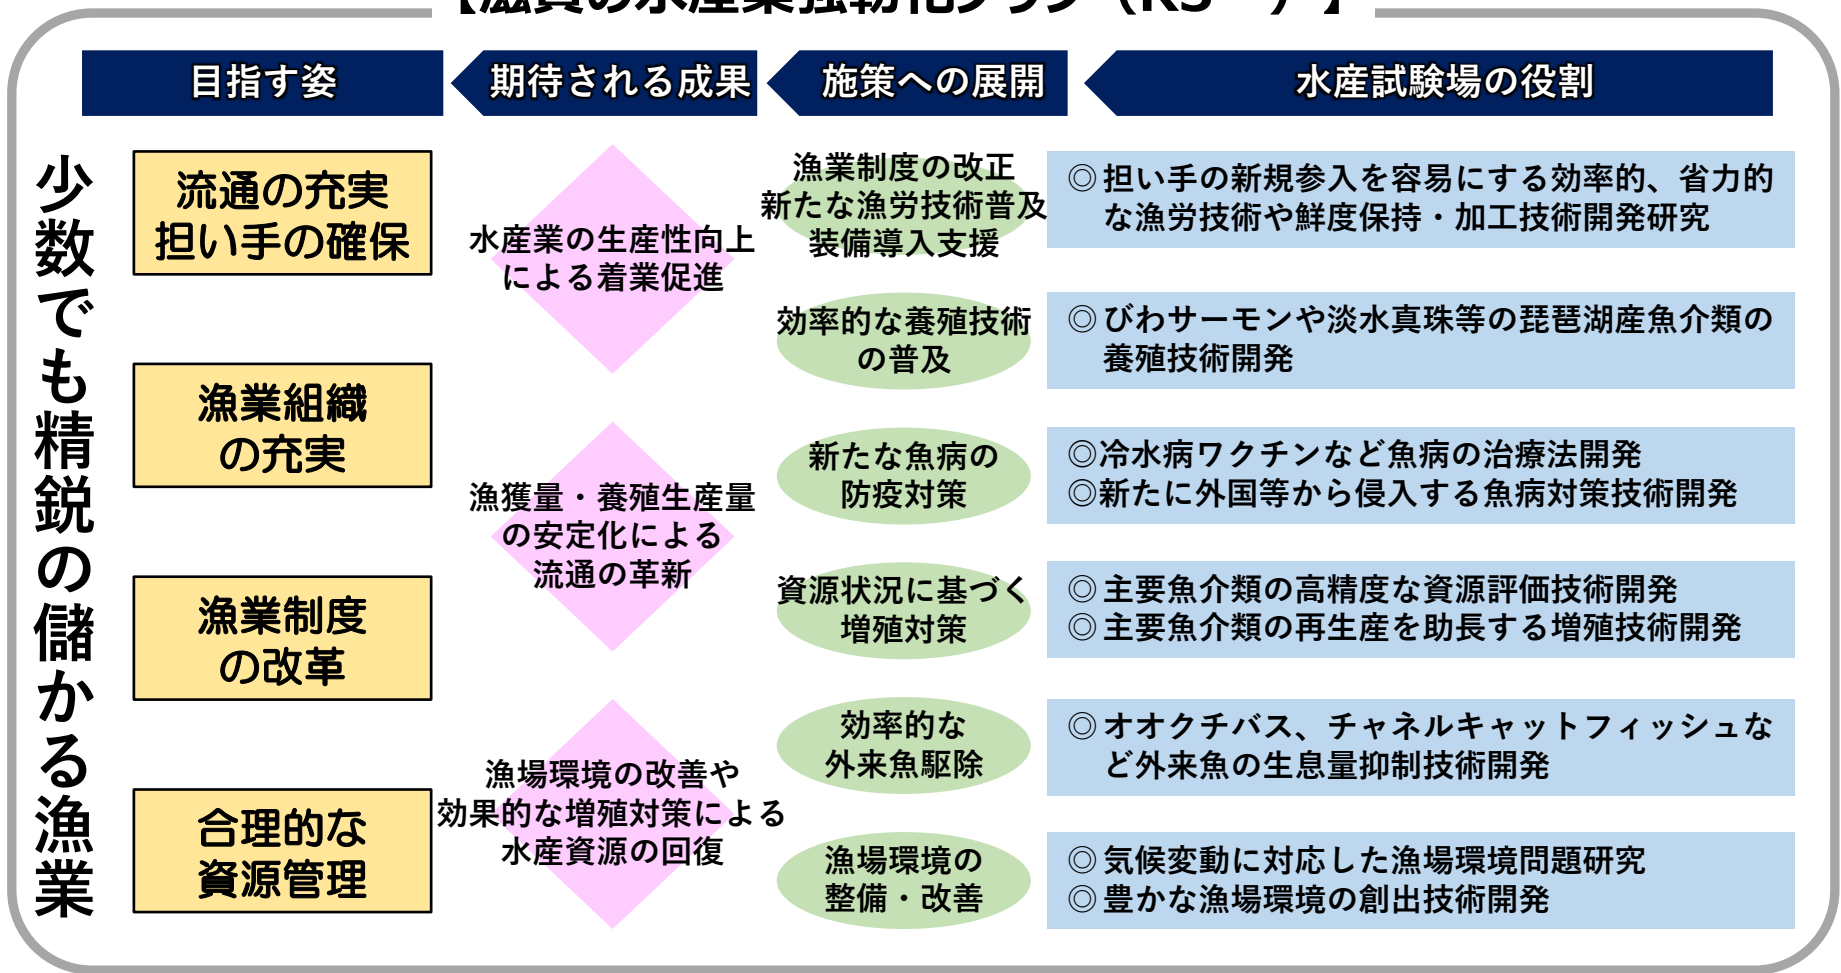 目指す姿
期待される成果
施策への展開
水産試験場の役割
少数でも精鋭の儲かる漁業
流通の充実
担い手の確保
漁業組織
の充実
漁業制度
の改革
合理的な
資源管理
水産業の生産性向上
による着業促進
漁獲量・養殖生産量
の安定化による
流通の革新
漁場環境の改善や
効果的な増殖対策による
水産資源の回復
漁業制度の改正
新たな漁労技術普及
装備導入支援
効率的な養殖技術
の普及
新たな魚病の
防疫対策
資源状況に基づく
増殖対策
効率的な
外来魚駆除
漁場環境の
整備・改善
◎担い手の新規参入を容易にする効率的、省力的
な漁労技術や鮮度保持・加工技術開発研究
◎びわサーモンや淡水真珠等の琵琶湖産魚介類の
養殖技術開発
◎冷水病ワクチンなど魚病の治療法開発
◎新たに外国等から侵入する魚病対策技術開発
◎主要魚介類の高精度な資源評価技術開発
◎主要魚介類の再生産を助長する増殖技術開発
◎オオクチバス、チャネルキャットフィッシュな
ど外来魚の生息量抑制技術開発
◎気候変動に対応した漁場環境問題研究
◎豊かな漁場環境の創出技術開発